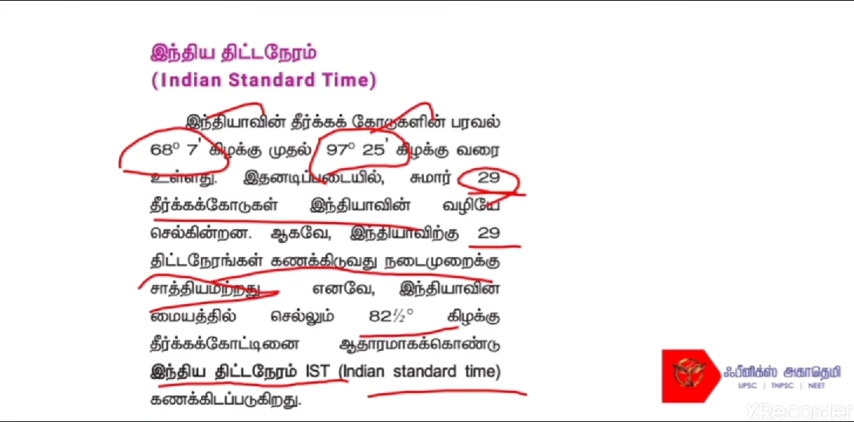 இந்திய திட்டநேரம்
(Indian Standard Time)
இந்தியாவின் தீர்க்கக் கோடுகளின் பரவல்
68° 7' கிழக்கு முதல் 97° 25' கிழக்கு வரை
உள்ளது. இதனடிப்படையில், சுமார் 29
தீர்க்கக்கோடுகள் இந்தியாவின் வழியே
செல்கின்றன. ஆகவே, இந்தியாவிற்கு 29
திட்டநேரங்கள் கணக்கிடுவது நடைமுறைக்கு
சாத்தியமற்றது. எனவே, இந்தியாவின்
மையத்தில் செல்லும் 82½° கிழக்கு
தீர்க்கக்கோட்டினை ஆதாரமாகக்கொண்டு
இந்திய திட்டநேரம் IST (Indian standard time)
கணக்கிடப்படுகிறது.
ஃபீனிக்ஸ் அகாதெமி
UPSC | TNPSC | NEET
XRecorder